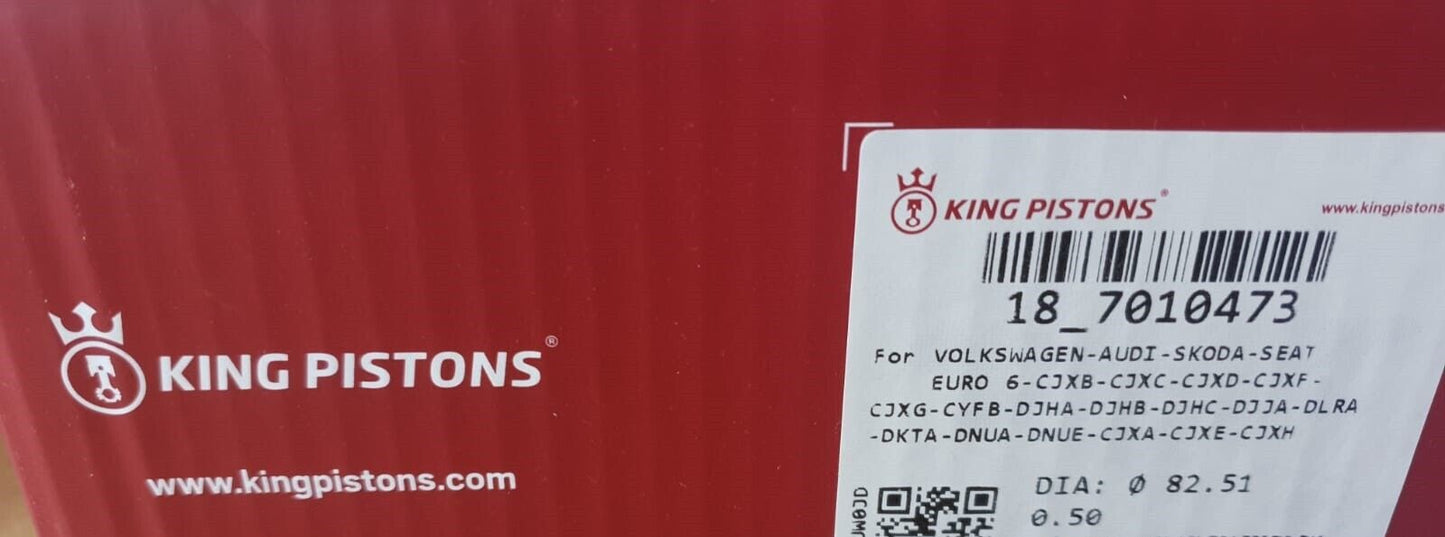 KING PISTONS®
www.kingpistons.com
KING PISTONS®
www.kingpistons
18_7010473
For VOLKSWAGEN-AUDI-SKODA-SEAT
EURO 6-CJXB-CJXC-CJXD-CJXF-
CJXG-CYFB-DJHA-DJHB-DJHC-DJJA-DLRA
-DKTA-DNUA-DNUE-CJXA-CJXE-CJXH
DIA: Ø 82.51
0.50